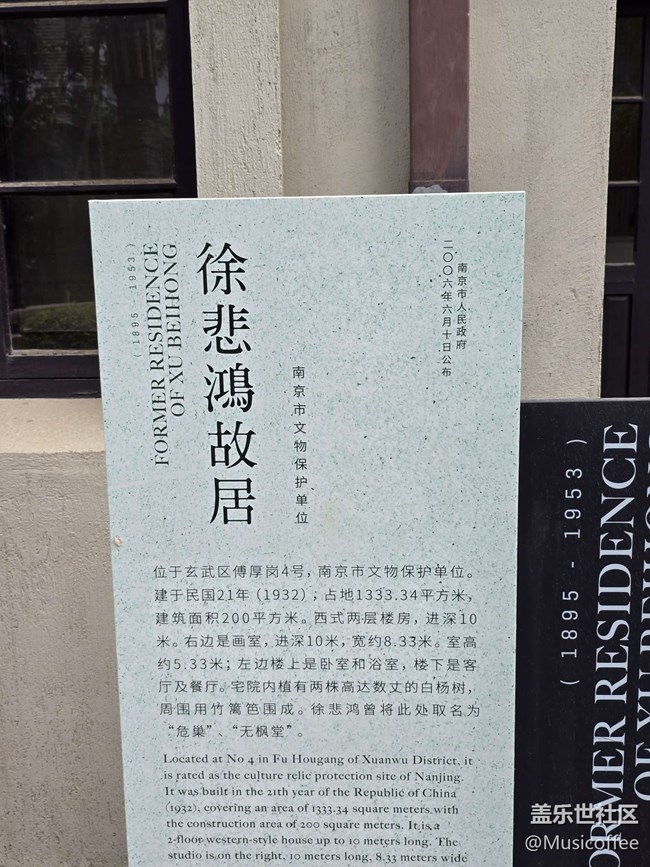 南京市人民政府
二〇〇六年六月十日公布
南京市文物保护单位
徐悲鸿故居
FORMER RESIDENCE
OF XU BEIHONG
( 1895 - 1953 )
位于玄武区傅厚岗4号，南京市文物保护单位。
建于民国21年（1932），占地1333.34平方米，
建筑面积200平方米。西式两层楼房，进深10
米。右边是画室，进深10米，宽约8.33米。室高
约5.33米；左边楼上是卧室和浴室，楼下是客
厅及餐厅。宅院内植有两株高达数丈的白杨树，
周围用竹篱笆围成。徐悲鸿曾将此处取名为
“危巢”、“无枫堂”。
Located at No 4 in Fu Hougang of Xuanwu District, it
is rated as the culture relic protection site of Nanjing.
It was built in the 21th year of the Republic of China
(1932), covering an area of 1333.34 square meters with
the construction area of 200 square meters. It is a
2-floor western-style house up to 10 meters long. The
studio is on the right, 10 meters long, 8.33 meters wide
( 1895 - 1953 )
ORMER RESIDENCE
OF XU BEIHONG
盖乐世社区
@Musicoffee